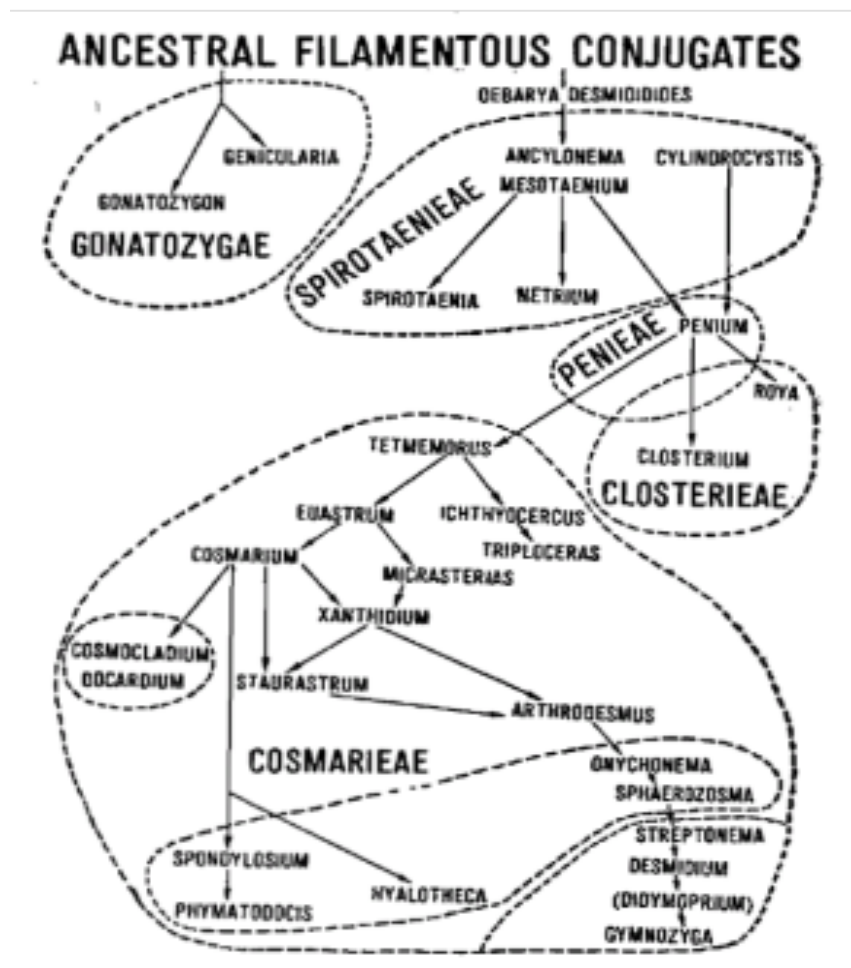 ANCESTRAL FILAMENTOUS CONJUGATES
OEBARYA DESMIDIDIDES
GENICULARIA
ANCYLONEMA
CYLINDROCYSTIS
MESOTAENIUM
GONATOZYGON
GONATOZYGAE
SPIROTAENIEAE
SPIROTAENIA
NETRIUM
PENIEAE
PENIUM
ROYA
TETMEMORUS
CLOSTERIUM
CLOSTERIEAE
EUASTRUM
ICHTHYOCERCUS
COSMARIUM
TRIPLOCERAS
MICRASTERIAS
XANTHIDIUM
COSMOCLADIUM
OOCARDIUM
STAURASTRUM
ARTHRODESMUS
COSMARIEAE
ONYCHONEMA
SPHAEROZOSMA
STREPTONEMA
SPONDYLOSIUM
DESMIDIUM
HYALOTHECA
(DIDYMOPRIUM)
PHYMATODOCIS
GYMNOZYGA